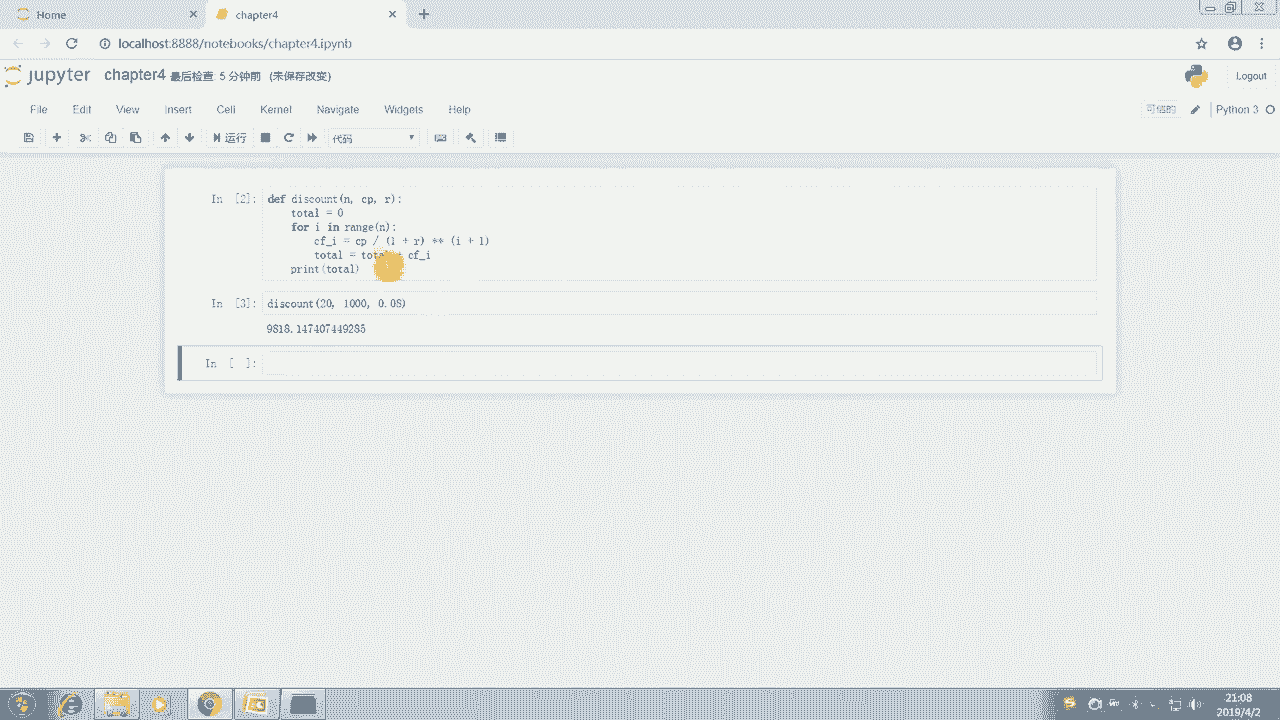 Home
chapter4
localhost:8888/notebooks/chapter4.ipynb
jupyter chapter4 最后检查 5 分钟前 (未保存改变)
Logout
File Edit View Insert Cell Kernel Navigate Widgets Help
可信的 Python 3
运行 代码
In [2]: def discount(n, cp, r):
total = 0
for i in range(n):
cf_i = cp / (1 + r) ** (i + 1)
total = total + cf_i
print(total)
In [3]: discount(20, 1000, 0.08)
9818.147407449285
In [ ]:
21:08
2019/4/2